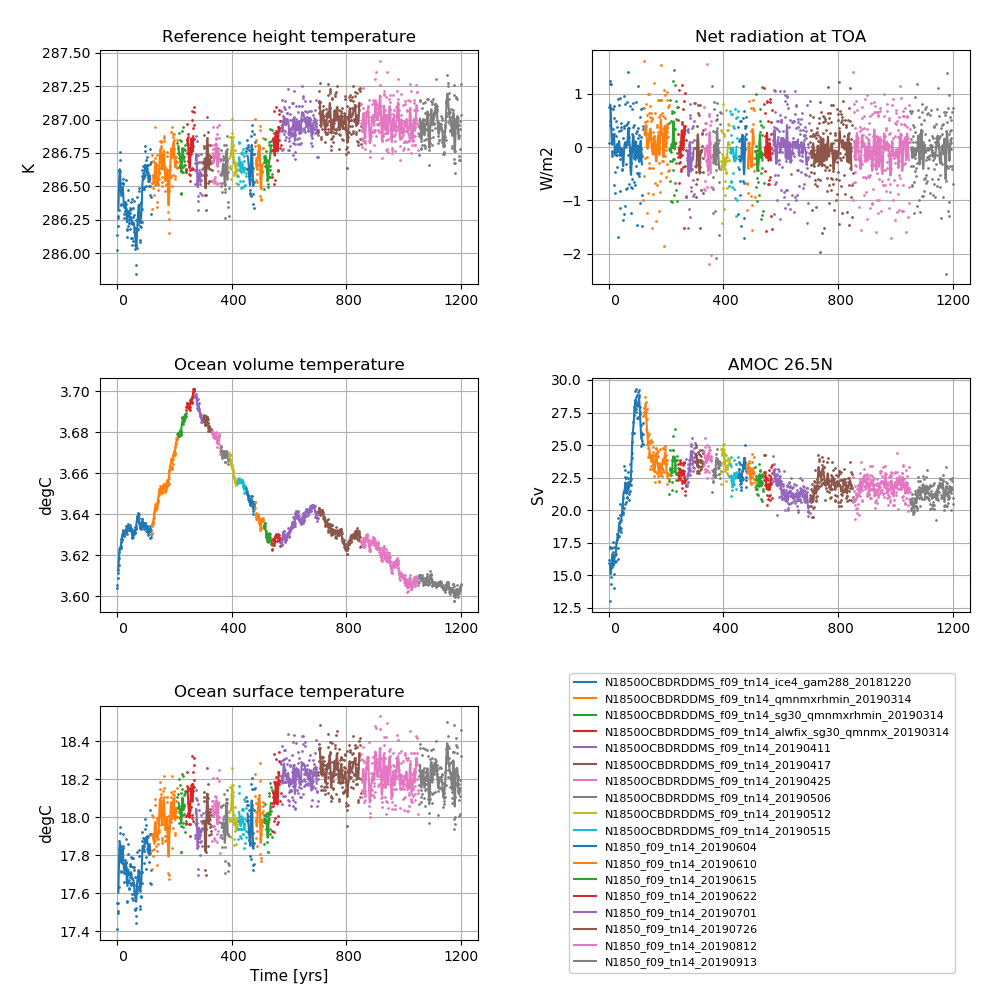 Reference height temperature
287.50
287.25
287.00
286.75
286.50
286.25
286.00
K
0 400 800 1200
Net radiation at TOA
1
0
−1
−2
W/m2
0 400 800 1200
Ocean volume temperature
3.70
3.68
3.66
3.64
3.62
3.60
degC
0 400 800 1200
AMOC 26.5N
30.0
27.5
25.0
22.5
20.0
17.5
15.0
12.5
Sv
0 400 800 1200
Ocean surface temperature
18.4
18.2
18.0
17.8
17.6
17.4
degC
0 400 800 1200
Time [yrs]
N1850OCBDRDDMS_f09_tn14_ice4_gam288_20181220
N1850OCBDRDDMS_f09_tn14_qmnmxrhmin_20190314
N1850OCBDRDDMS_f09_tn14_sg30_qmnmxrhmin_20190314
N1850OCBDRDDMS_f09_tn14_alwfix_sg30_qmnmx_20190314
N1850OCBDRDDMS_f09_tn14_20190411
N1850OCBDRDDMS_f09_tn14_20190417
N1850OCBDRDDMS_f09_tn14_20190425
N1850OCBDRDDMS_f09_tn14_20190506
N1850OCBDRDDMS_f09_tn14_20190512
N1850OCBDRDDMS_f09_tn14_20190515
N1850_f09_tn14_20190604
N1850_f09_tn14_20190610
N1850_f09_tn14_20190615
N1850_f09_tn14_20190622
N1850_f09_tn14_20190701
N1850_f09_tn14_20190726
N1850_f09_tn14_20190812
N1850_f09_tn14_20190913